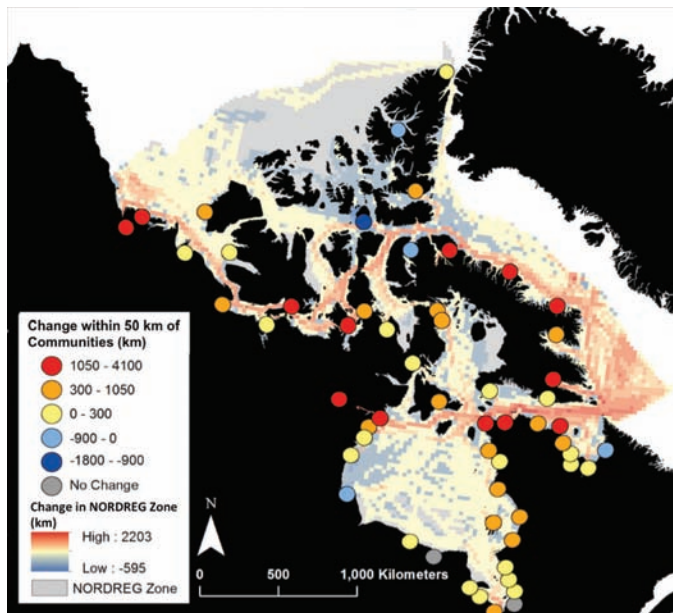 Change within 50 km of
Communities (km)
1050 - 4100
300 - 1050
0 - 300
-900 - 0
-1800 - -900
No Change
Change in NORDREG Zone
(km)
High : 2203
Low : -595
NORDREG Zone
N
0 500 1,000 Kilometers